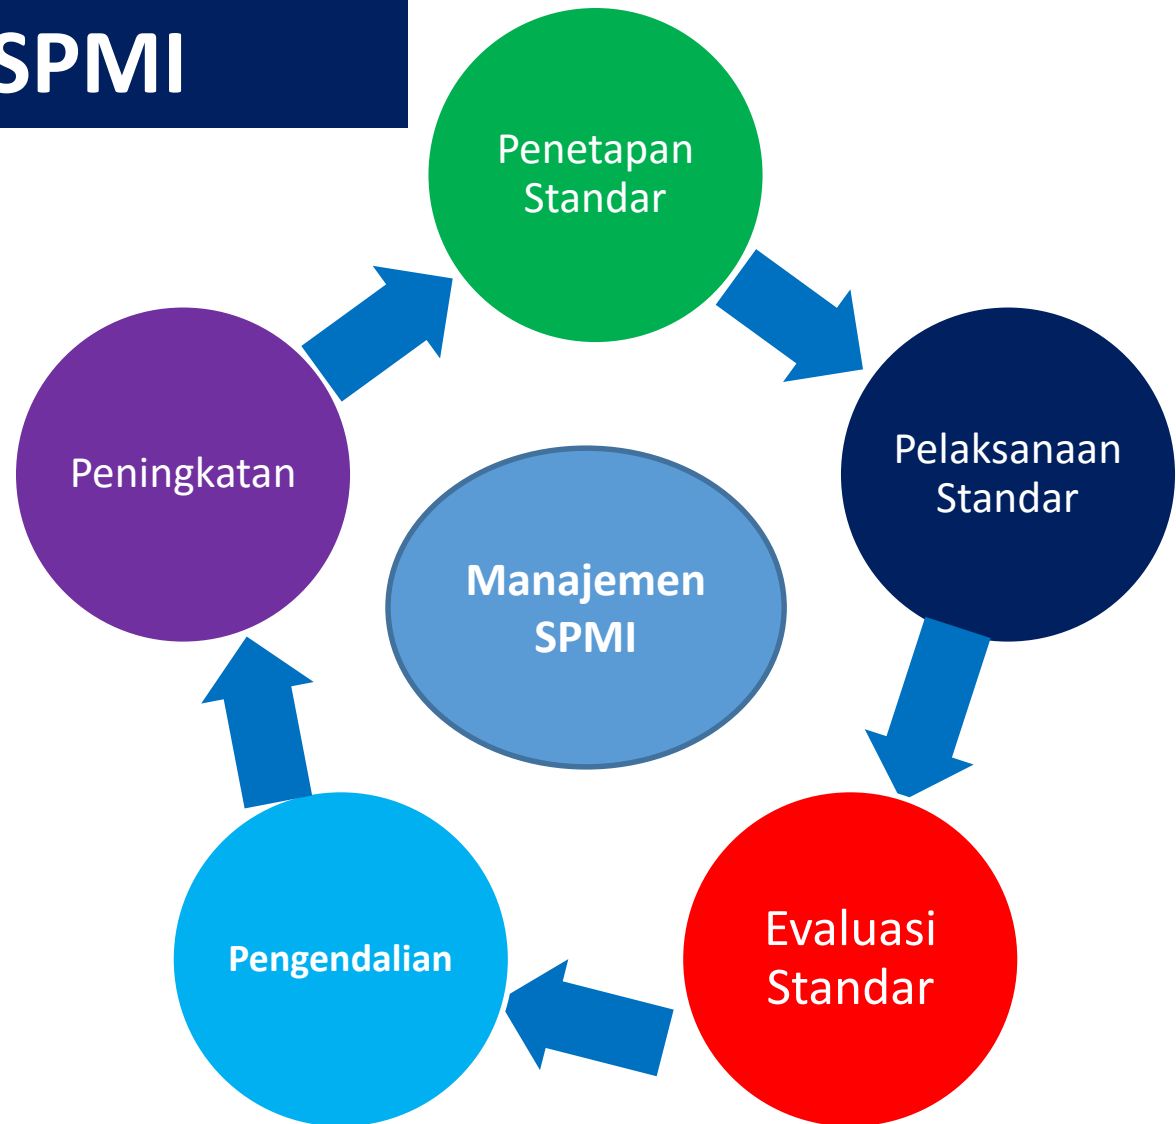 SPMI
Penetapan
Standar
Pelaksanaan
Standar
Evaluasi
Standar
Pengendalian
Peningkatan
Manajemen
SPMI